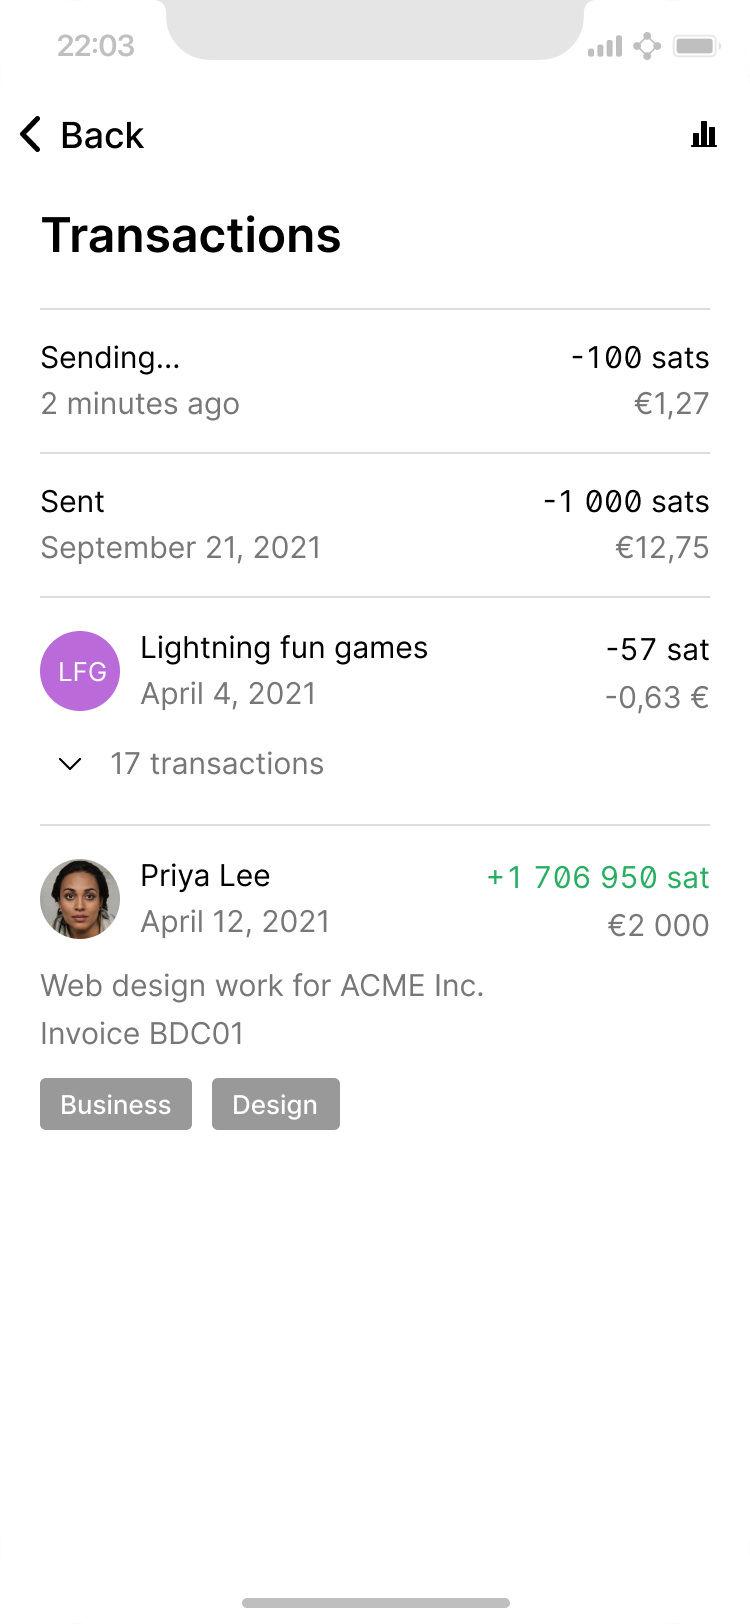 22:03
Back
Transactions
Sending...
-100 sats
2 minutes ago
€1,27
Sent
-1 000 sats
September 21, 2021
€12,75
LFG
Lightning fun games
-57 sat
April 4, 2021
-0,63 €
17 transactions
Priya Lee
+1 706 950 sat
April 12, 2021
€2 000
Web design work for ACME Inc.
Invoice BDC01
Business
Design